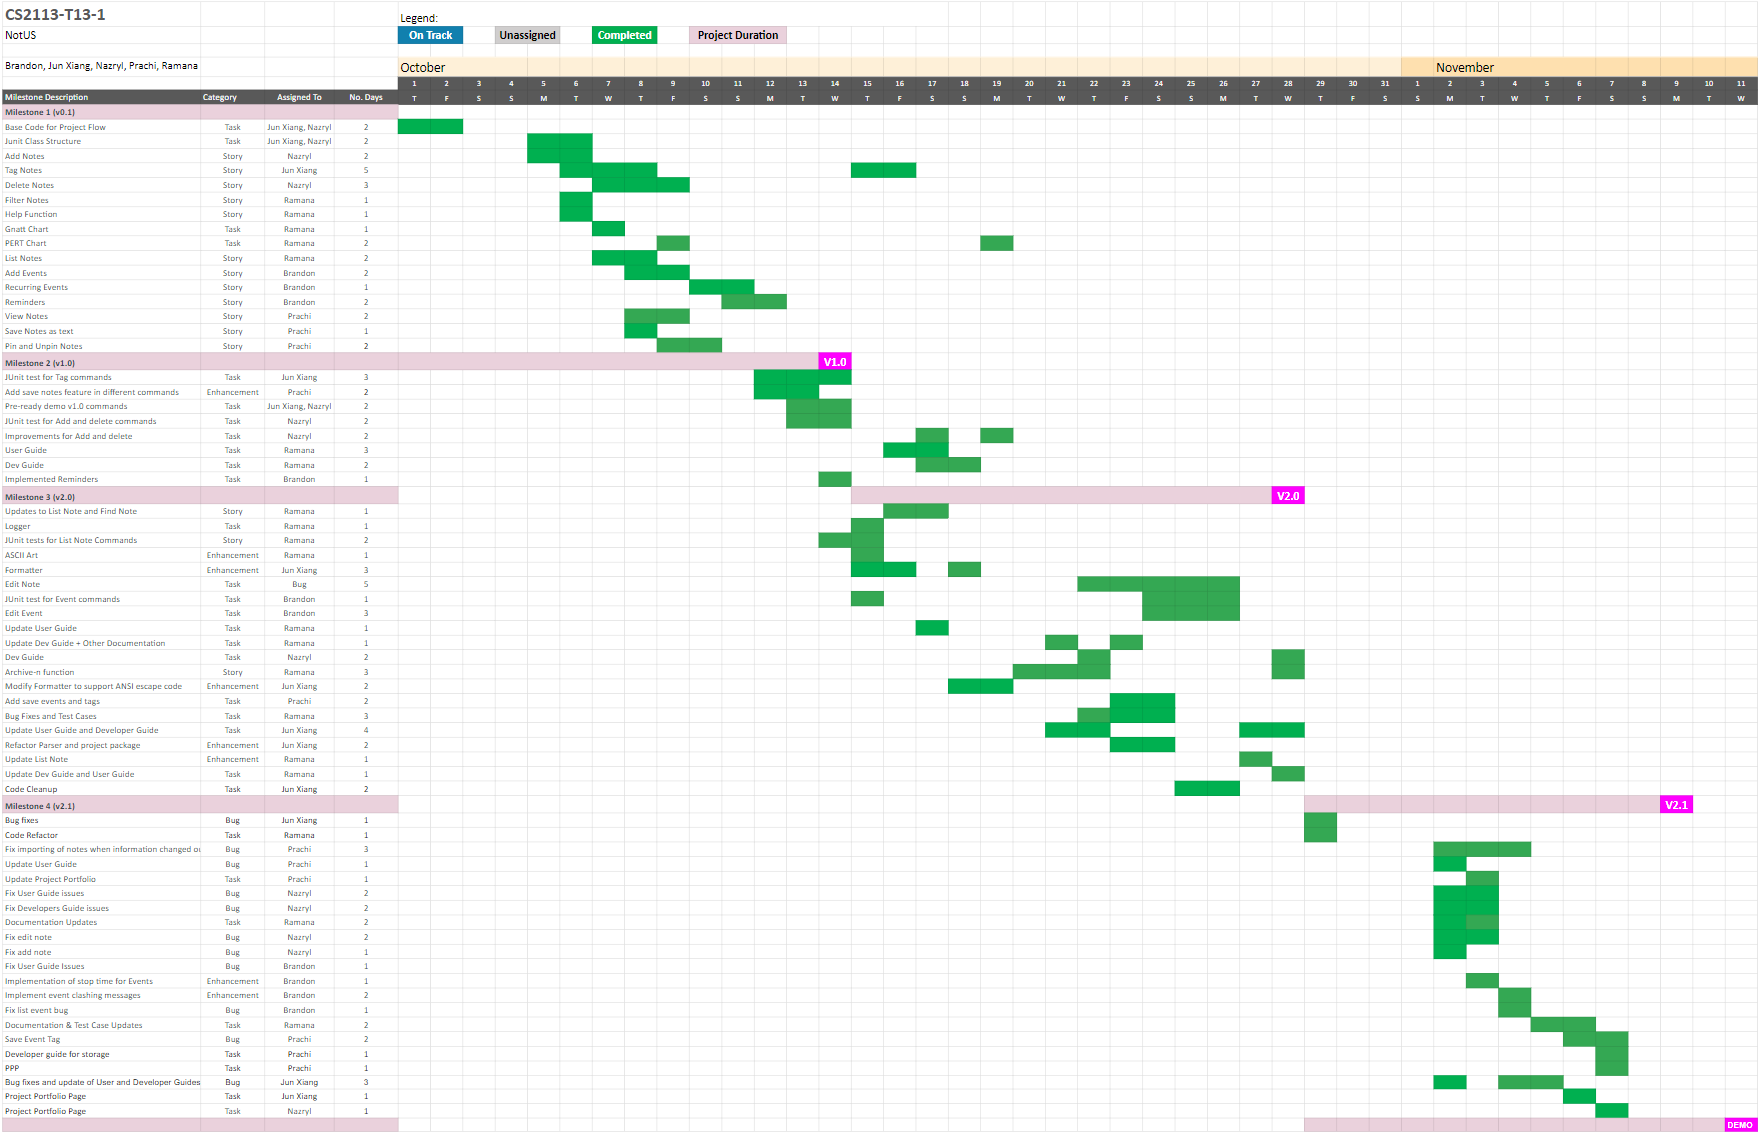 CS2113-T13-1
Legend:
NotUS
On Track Unassigned Completed Project Duration
Brandon, Jun Xiang, Nazryl, Prachi, Ramana
October November
1 2 3 4 5 6 7 8 9 10 11 12 13 14 15 16 17 18 19 20 21 22 23 24 25 26 27 28 29 30 31 1 2 3 4 5 6 7 8 9 10 11
Milestone Description Category Assigned To No. Days T F S S M T W T F S S M T W T F S S M T W T F S S M T W T F S S M T W T F S S M T W
Milestone 1 (v0.1)
Base Code for Project Flow Task Jun Xiang, Nazryl 2
Junit Class Structure Task Jun Xiang, Nazryl 2
Add Notes Story Nazryl 2
Tag Notes Story Jun Xiang 5
Delete Notes Story Nazryl 3
Filter Notes Story Ramana 1
Help Function Story Ramana 1
Gnatt Chart Task Ramana 1
PERT Chart Task Ramana 2
List Notes Story Ramana 2
Add Events Story Brandon 2
Recurring Events Story Brandon 1
Reminders Story Brandon 2
View Notes Story Prachi 2
Save Notes as text Story Prachi 1
Pin and Unpin Notes Story Prachi 2
Milestone 2 (v1.0) V1.0
JUnit test for Tag commands Task Jun Xiang 3
Add save notes feature in different commands Enhancement Prachi 2
Pre-ready demo v1.0 commands Task Jun Xiang, Nazryl 2
JUnit test for Add and delete commands Task Nazryl 2
Improvements for Add and delete Task Nazryl 2
User Guide Task Ramana 3
Dev Guide Task Ramana 2
Implemented Reminders Task Brandon 1
Milestone 3 (v2.0) V2.0
Updates to List Note and Find Note Story Ramana 1
Logger Task Ramana 1
JUnit tests for List Note Commands Story Ramana 2
ASCII Art Enhancement Ramana 1
Formatter Enhancement Jun Xiang 3
Edit Note Task Bug 5
JUnit test for Event commands Task Brandon 1
Edit Event Task Brandon 3
Update User Guide Task Ramana 1
Update Dev Guide + Other Documentation Task Ramana 1
Dev Guide Task Nazryl 2
Archive-n function Story Ramana 3
Modify Formatter to support ANSI escape code Enhancement Jun Xiang 2
Add save events and tags Task Prachi 2
Bug Fixes and Test Cases Task Ramana 3
Update User Guide and Developer Guide Task Jun Xiang 4
Refactor Parser and project package Enhancement Jun Xiang 2
Update List Note Enhancement Ramana 1
Update Dev Guide and User Guide Task Ramana 1
Code Cleanup Task Jun Xiang 2
Milestone 4 (v2.1) V2.1
Bug fixes Bug Jun Xiang 1
Code Refactor Task Ramana 1
Fix importing of notes when information changed Bug Prachi 3
Update User Guide Bug Prachi 1
Update Project Portfolio Task Prachi 1
Fix User Guide issues Bug Nazryl 2
Fix Developers Guide issues Bug Nazryl 2
Documentation Updates Task Ramana 2
Fix edit note Bug Nazryl 2
Fix add note Bug Nazryl 1
Fix User Guide Issues Bug Brandon 1
Implementation of stop time for Events Enhancement Brandon 1
Implement event clashing messages Enhancement Brandon 2
Fix list event bug Bug Brandon 1
Documentation & Test Case Updates Task Ramana 2
Save Event Tag Bug Prachi 2
Developer guide for storage Task Prachi 1
PPP Task Prachi 1
Bug fixes and update of User and Developer Guides Bug Jun Xiang 3
Project Portfolio Page Task Jun Xiang 1
Project Portfolio Page Task Nazryl 1
DEMO